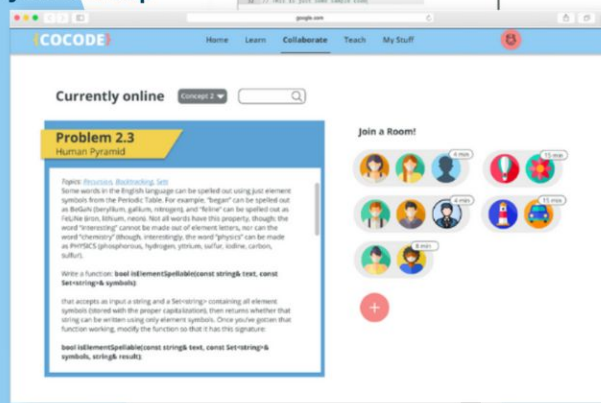 google.com
{COCODE}
Home Learn Collaborate Teach My Stuff
Currently online
Concept 2
Problem 2.3
Human Pyramid
Topics: Recursion, Backtracking, Sets
Some words in the English language can be spelled out using just element
symbols from the Periodic Table. For example, "began" can be spelled out
as BeGaN (beryllium, gallium, nitrogen), and "feline" can be spelled out as
FeLiNe (iron, lithium, neon). Not all words have this property, though; the
word "interesting" cannot be made out of element letters, nor can the
word "chemistry" (though, interestingly, the word "physics" can be made
as PHYSICS (phosphorous, hydrogen, yttrium, sulfur, iodine, carbon,
sulfur).
Write a function: bool isElementSpellable(const string& text, const
Set<string>& symbols);
that accepts as input a string and a Set<string> containing all element
symbols (stored with the proper capitalization), then returns whether that
string can be written using only element symbols. Once you've gotten that
function working, modify the function so that it has this signature:
bool isElementSpellable(const string& text, const Set<string>&
symbols, string& result);
Join a Room!
4 min
15 min
4 min
15 min
8 min
+